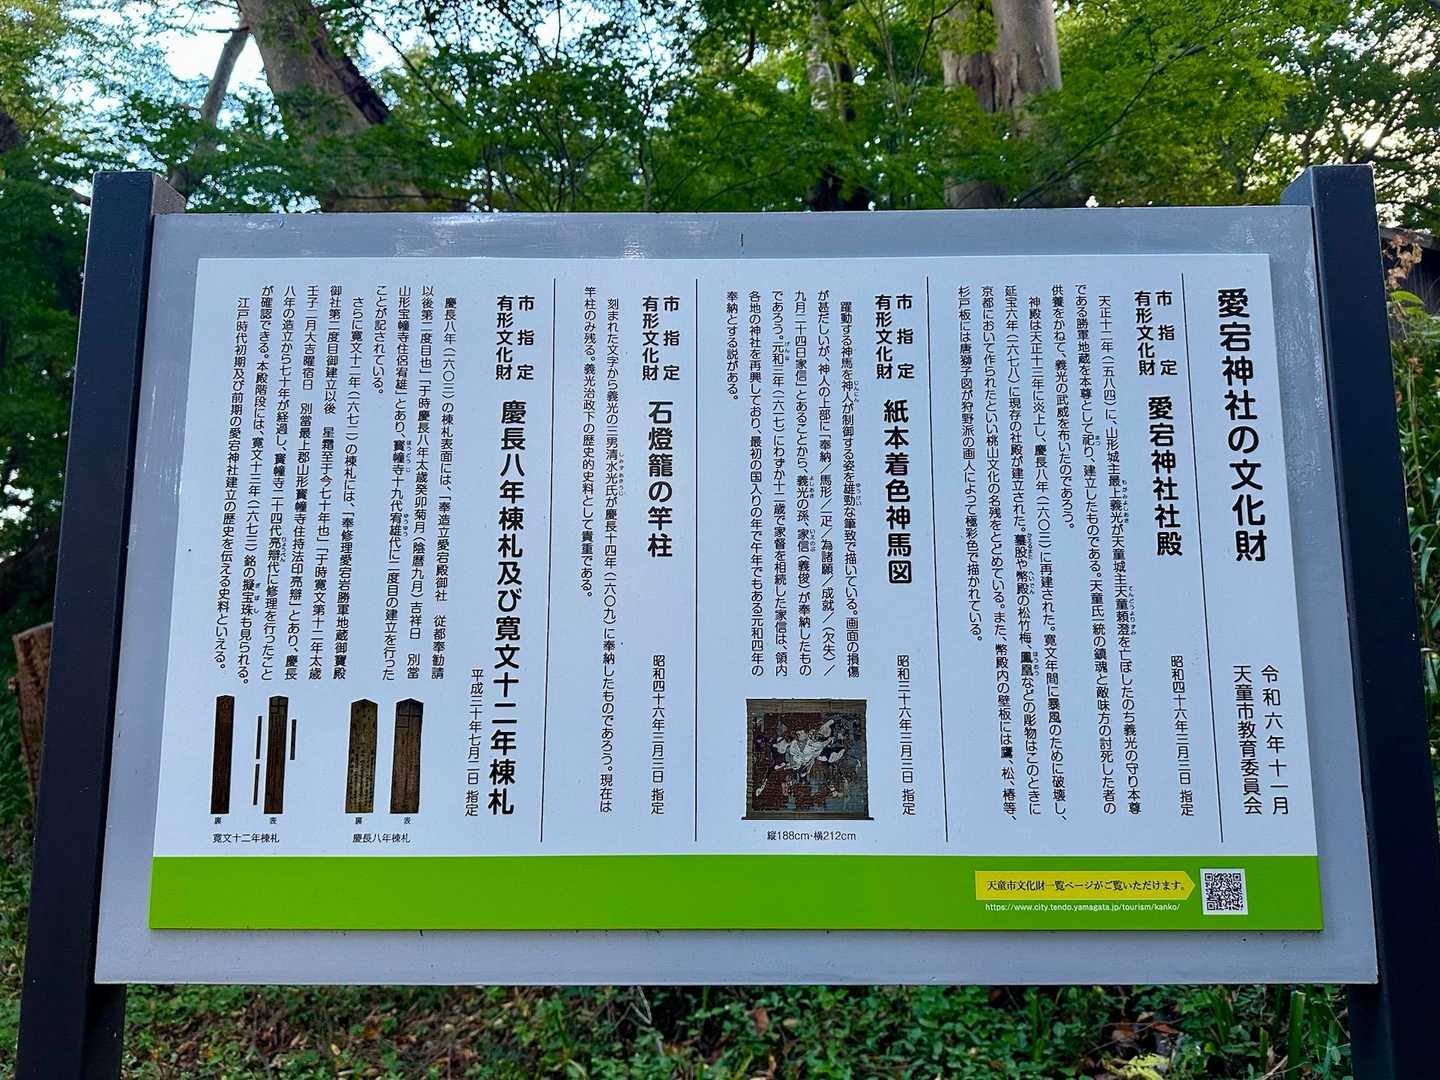 愛宕神社の文化財
令和六年十一月
天童市教育委員会
市指定
有形文化財
愛宕神社社殿
昭和四十六年三月三日 指定
天正十二年(一五八四)に、山形城主最上義光が天童城主天童頼澄を亡ぼしたのち義光の守り本尊
である勝軍地蔵を本尊として祀り、建立したものである。天童氏一統の鎮魂と敵味方の討死した者の
供養をかねて、義光の武威を布いたのであろう。
神殿は天正十三年に炎上し、慶長八年(一六〇三)に再建された。寛文年間に暴風のために破壊し、
延宝六年(一六七八)に現存の社殿が建立された。蟇股や幣殿の松竹梅、鳳凰などの彫物はこのときに
京都において作られたといい桃山文化の名残をとどめている。また、幣殿内の壁板には鷹、松、椿等、
杉戸板には唐獅子図が狩野派の画人によって極彩色で描かれている。
市指定
有形文化財
紙本着色神馬図
昭和三十六年三月三日 指定
躍動する神馬を神人が制御する姿を雄勁な筆致で描いている。画面の損傷
が甚だしいが、神人の上部に「奉納/馬形/一疋/為諸願/成就/(欠失)/
九月二十四日家信」とあることから、義光の孫、家信(義俊)が奉納したもの
であろう。元和三年(一六一七)にわずか十二歳で家督を相続した家信は、領内
各地の神社を再興しており、最初の国入りの年で午年でもある元和四年の
奉納とする説がある。
縦188cm・横212cm
市指定
有形文化財
石燈籠の竿柱
昭和四十六年三月三日 指定
刻まれた文字から義光の三男清水光氏が慶長十四年(一六〇九)に奉納したものであろう。現在は
竿柱のみ残る。義光治政下の歴史的史料として貴重である。
市指定
有形文化財
慶長八年棟札及び寛文十二年棟札
平成三十年七月二日 指定
慶長八年(一六〇三)の棟札表面には、「奉造立愛宕殿御社 従都奉勧請
以後第二度目也」「于時慶長八年太歳癸卯菊月(陰暦九月)吉祥日 別當
山形宝幢寺住侶宥雄」とあり、寳幢寺十九代宥雄代に二度目の建立を行った
ことが記されている。
さらに寛文十二年(一六七二)の棟札には、「奉修理愛宕岩勝軍地蔵御寶殿
御社第二度目御建立以後 星霜至于今七十年也」「于時寛文第十二年太歳
壬子二月大吉曜宿日 別當最上郡山形寳幢寺住持法印亮辯」とあり、慶長
八年の造立から七十年が経過し、寳幢寺二十四代亮辯代に修理を行ったこと
が確認できる。本殿階段には、寛文十三年(一六七三)銘の擬宝珠も見られる。
江戸時代初期及び前期の愛宕神社建立の歴史を伝える史料といえる。
表
裏
慶長八年棟札
表
裏
寛文十二年棟札
天童市文化財一覧ページがご覧いただけます。
https://www.city.tendo.yamagata.jp/tourism/kanko/